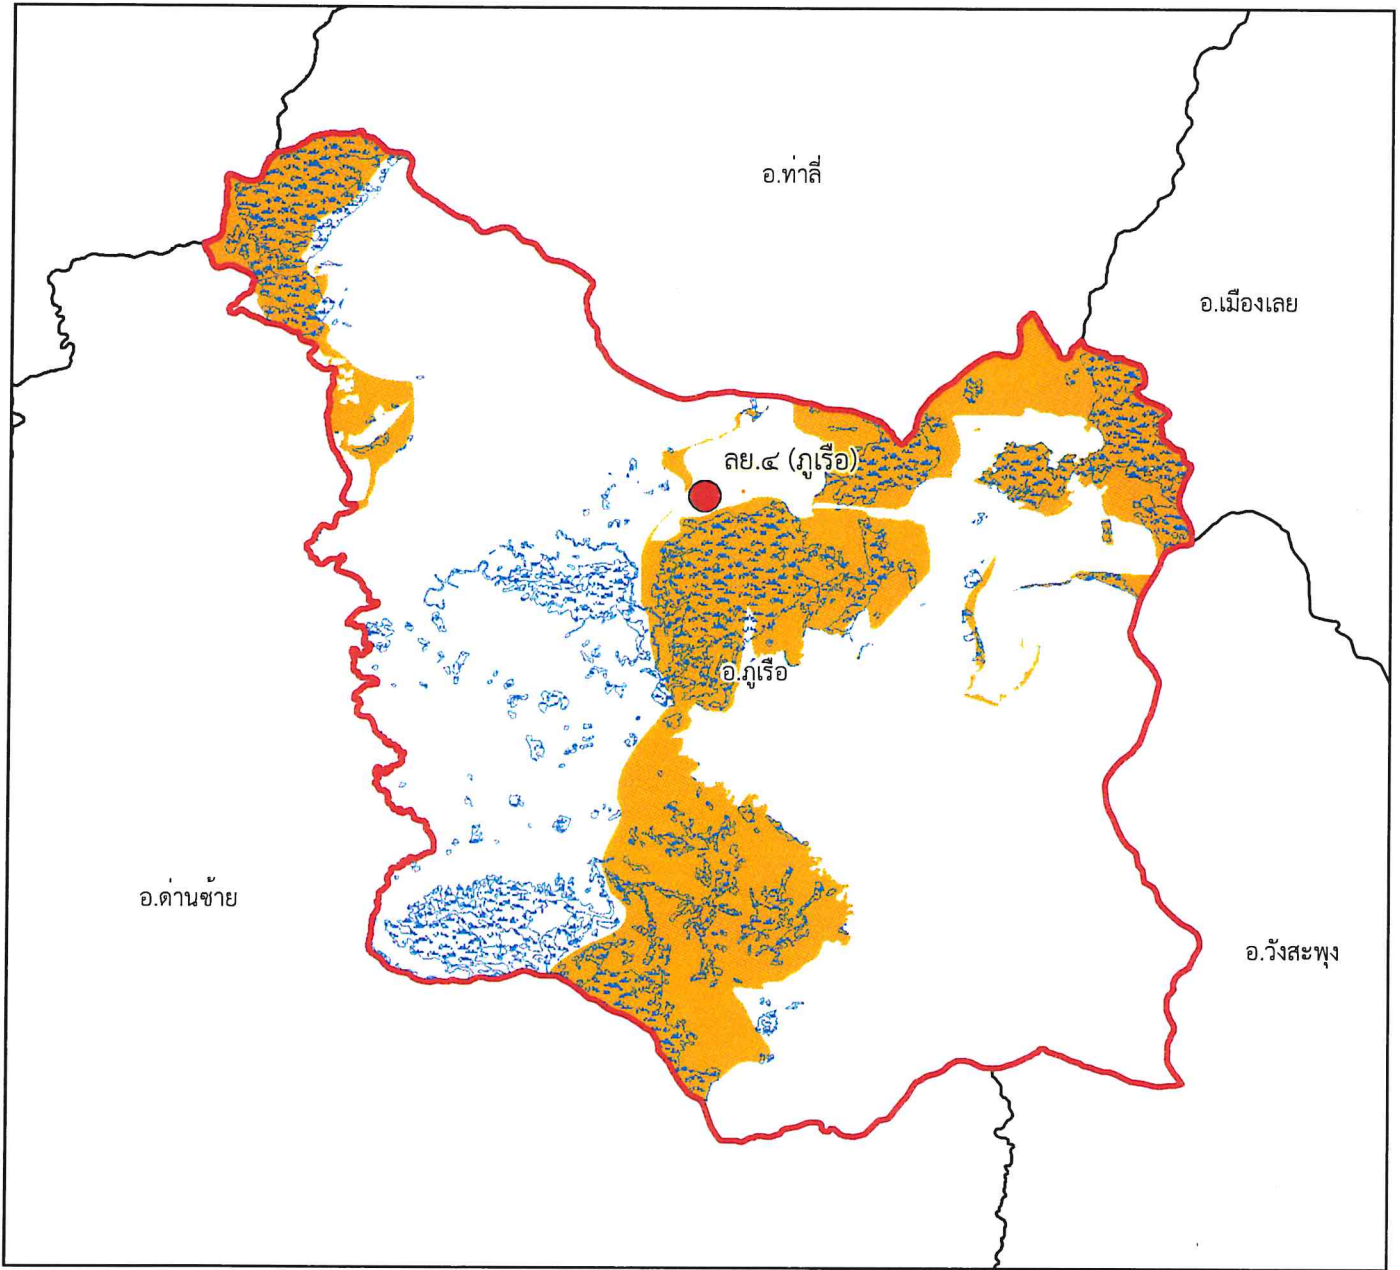 อ.ท่าลี่
อ.เมืองเลย
ลย.๔ (ภูเรือ)
อ.ภูเรือ
อ.ด่านซ้าย
อ.วังสะพุง